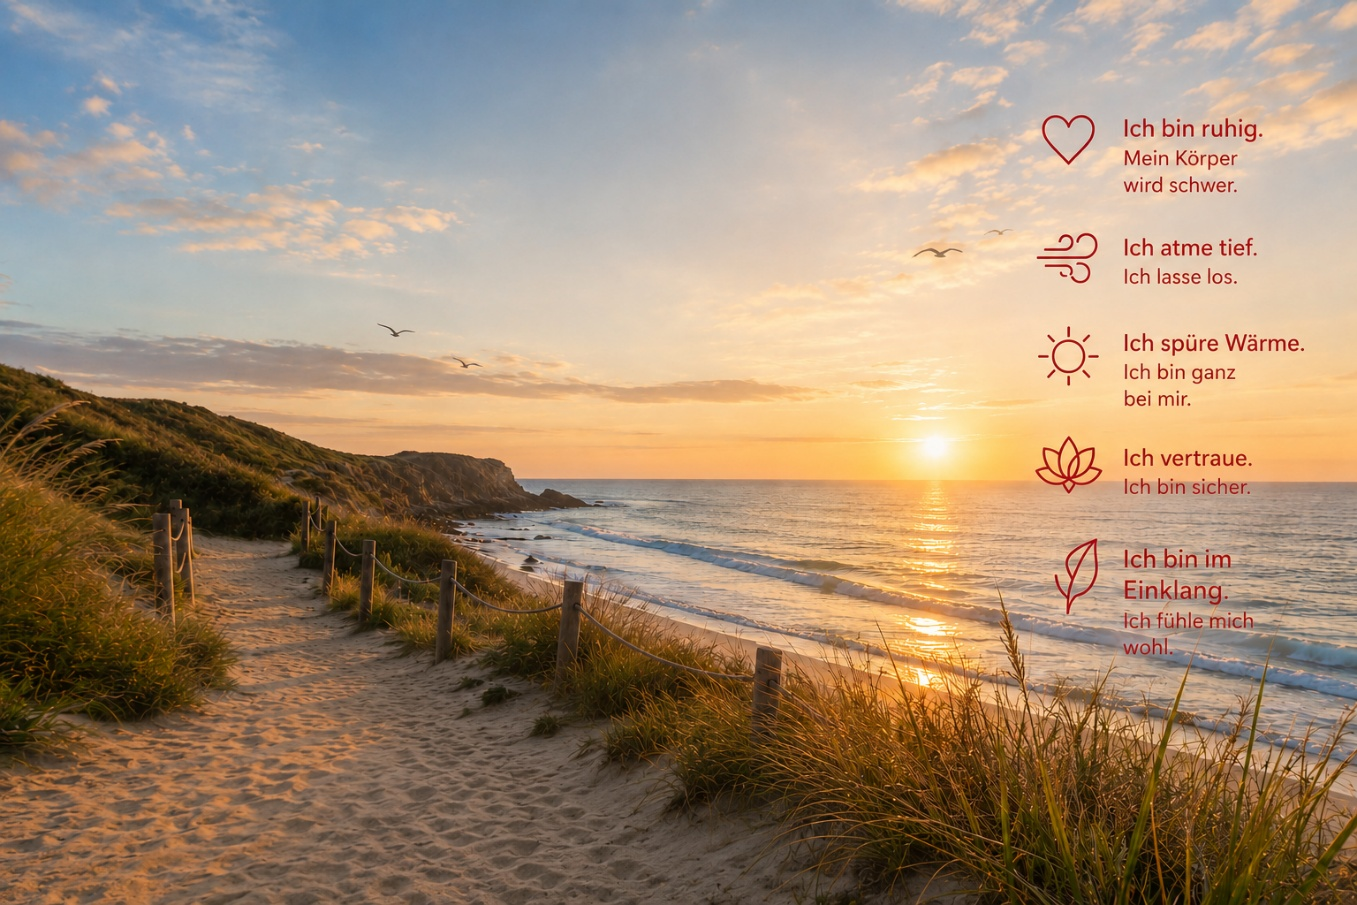 Ich bin ruhig.
Mein Körper
wird schwer.
Ich atme tief.
Ich lasse los.
Ich spüre Wärme.
Ich bin ganz
bei mir.
Ich vertraue.
Ich bin sicher.
Ich bin im
Einklang.
Ich fühle mich
wohl.